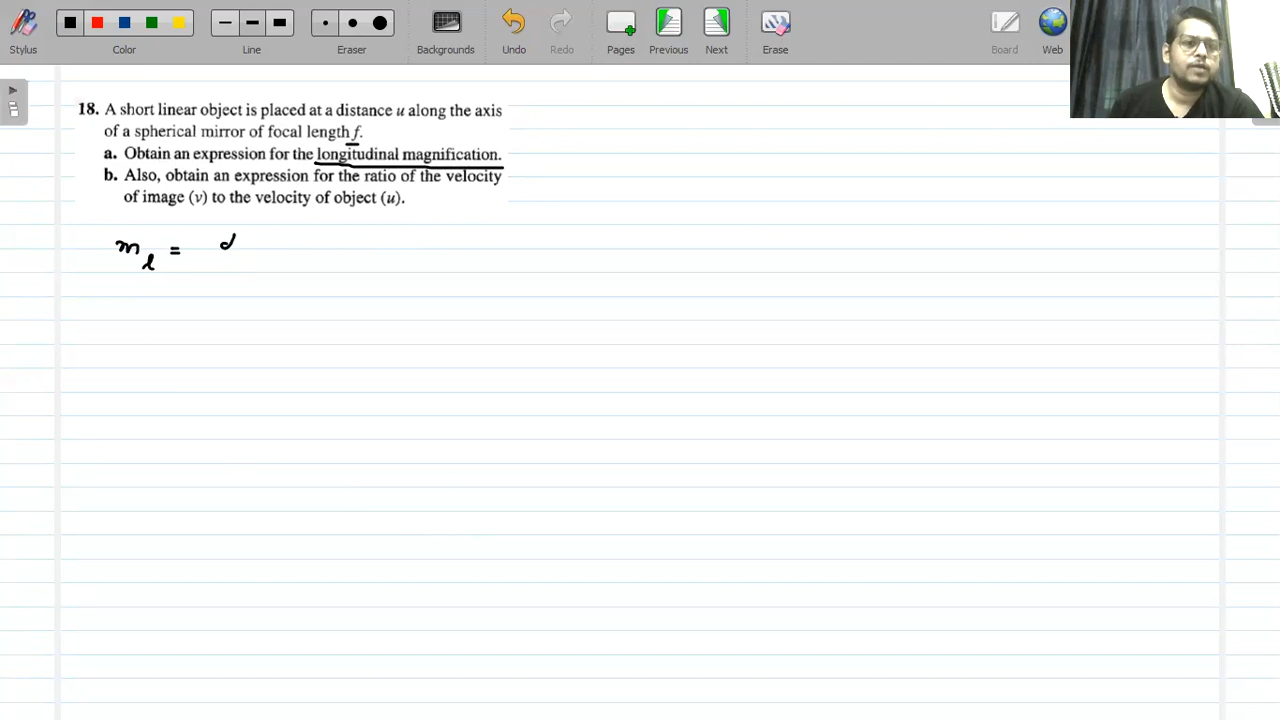 Stylus
Color
Line
Eraser
Backgrounds
Undo
Redo
Pages
Previous
Next
Erase
Board
Web
18. A short linear object is placed at a distance u along the axis
of a spherical mirror of focal length f.
a. Obtain an expression for the longitudinal magnification.
b. Also, obtain an expression for the ratio of the velocity
of image (v) to the velocity of object (u).
m_l = d